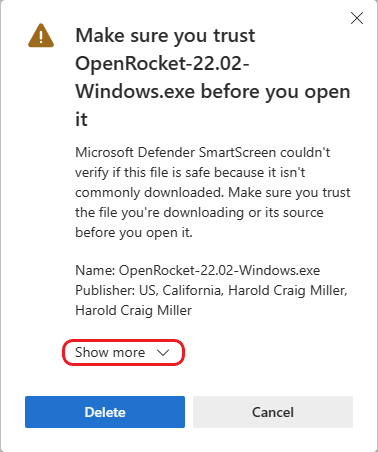 Make sure you trust
OpenRocket-22.02-
Windows.exe before you open
it
Microsoft Defender SmartScreen couldn't
verify if this file is safe because it isn't
commonly downloaded. Make sure you trust
the file you're downloading or its source
before you open it.
Name: OpenRocket-22.02-Windows.exe
Publisher: US, California, Harold Craig Miller,
Harold Craig Miller
Show more
Delete
Cancel